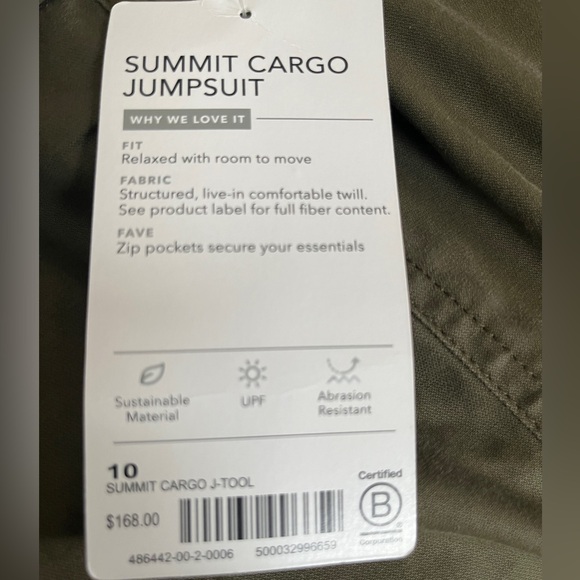 SUMMIT CARGO
JUMPSUIT
WHY WE LOVE IT
FIT
Relaxed with room to move
FABRIC
Structured, live-in comfortable twill.
See product label for full fiber content.
FAVE
Zip pockets secure your essentials
Sustainable
Material
UPF
Abrasion
Resistant
10
SUMMIT CARGO J-TOOL
$168.00
486442-00-2-0006 500032996659
Certified
B
Corporation